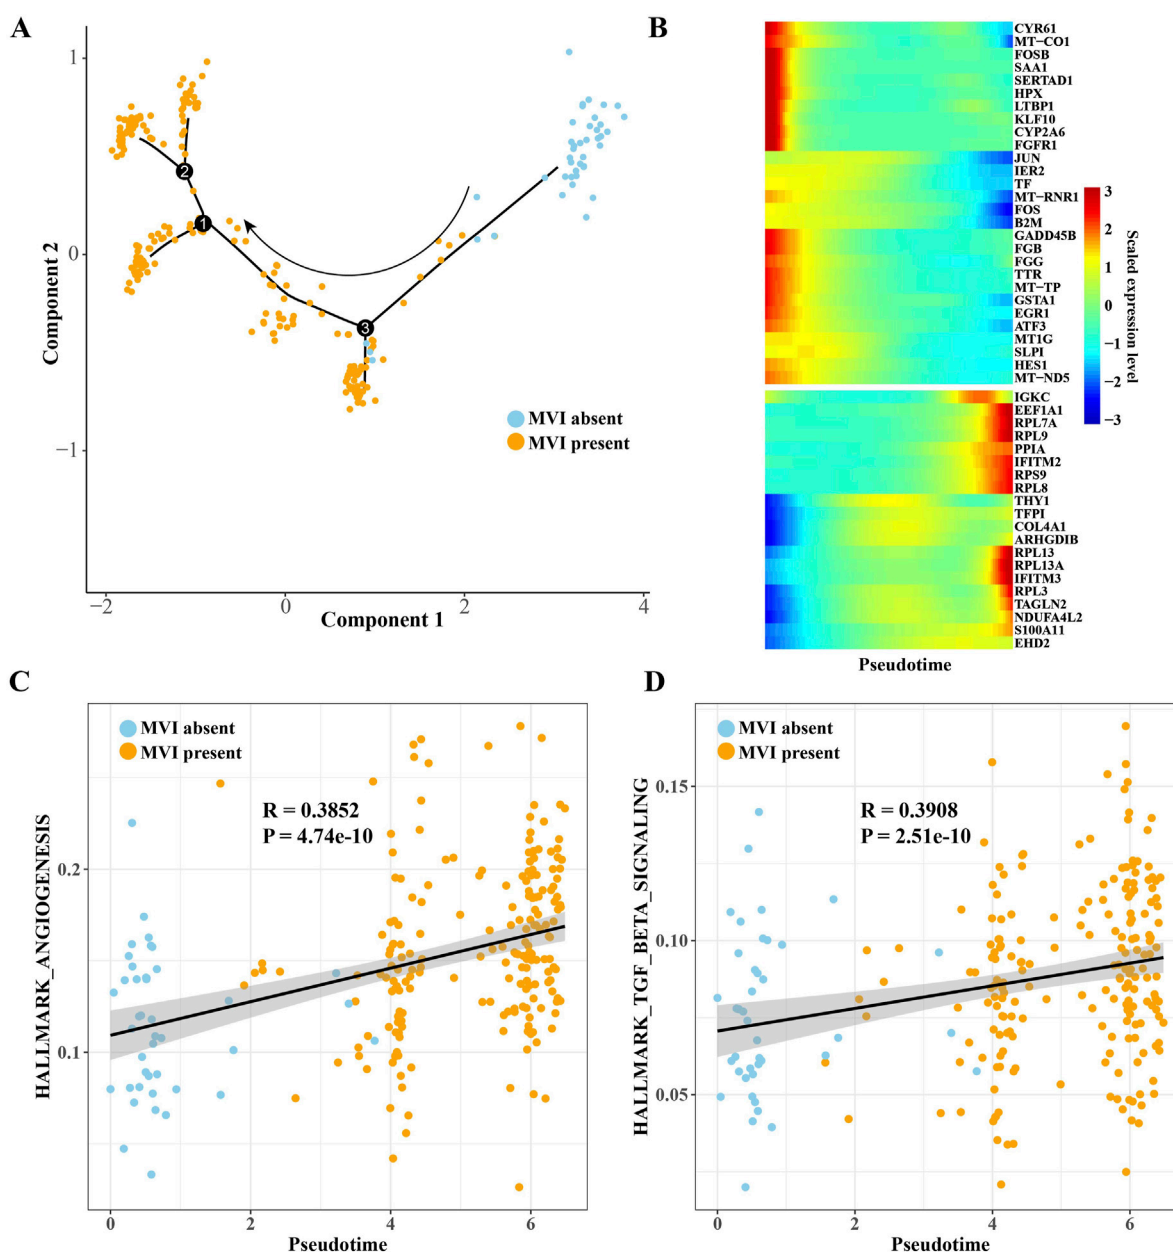 A
1
0
−1
Component 2
−2
0
2
4
Component 1
1
2
3
MVI absent
MVI present
B
CYR61
MT−CO1
FOSB
SAA1
SERTAD1
HPX
LTBP1
KLF10
CYP2A6
FGFR1
JUN
IER2
TF
MT−RNR1
FOS
B2M
GADD45B
FGB
FGG
TTR
MT−TP
GSTA1
EGR1
ATF3
MT1G
SLPI
HES1
MT−ND5
IGKC
EEF1A1
RPL7A
RPL9
PPIA
IFITM2
RPS9
RPL8
THY1
TFPI
COL4A1
ARHGDIB
RPL13
RPL13A
IFITM3
RPL3
TAGLN2
NDUFA4L2
S100A11
EHD2
Pseudotime
3
2
1
0
−1
−2
−3
Scaled expression level
C
MVI absent
MVI present
R = 0.3852
P = 4.74e-10
HALLMARK_ANGIOGENESIS
0.2
0.1
0
2
4
6
Pseudotime
D
MVI absent
MVI present
R = 0.3908
P = 2.51e-10
HALLMARK_TGF_BETA_SIGNALING
0.15
0.10
0.05
0
2
4
6
Pseudotime